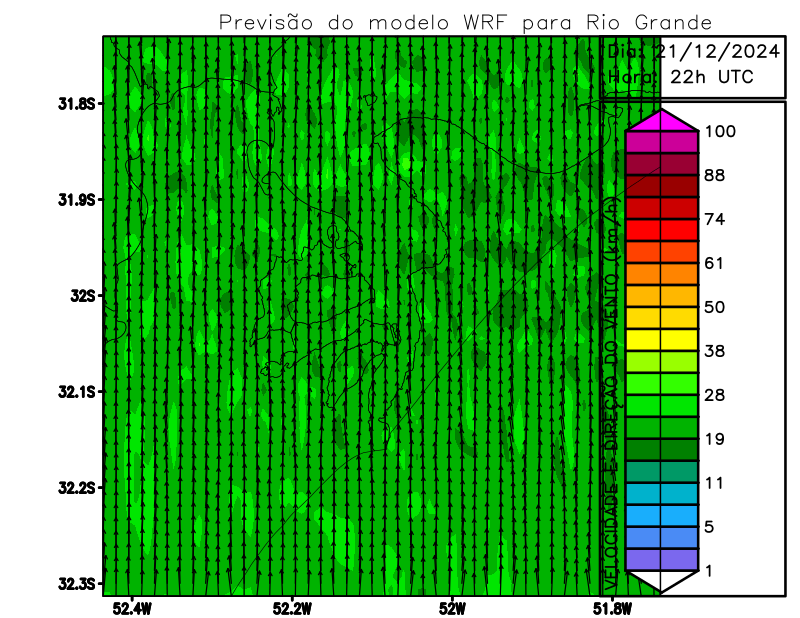 Previsão do modelo WRF para Rio Grande
Dia: 21/12/2024
Hora: 22h UTC
31.8S
31.9S
32S
32.1S
32.2S
32.3S
52.4W
52.2W
52W
51.8W
VELOCIDADE E DIREÇÃO DO VENTO (km/h)
100
88
74
61
50
38
28
19
11
5
1